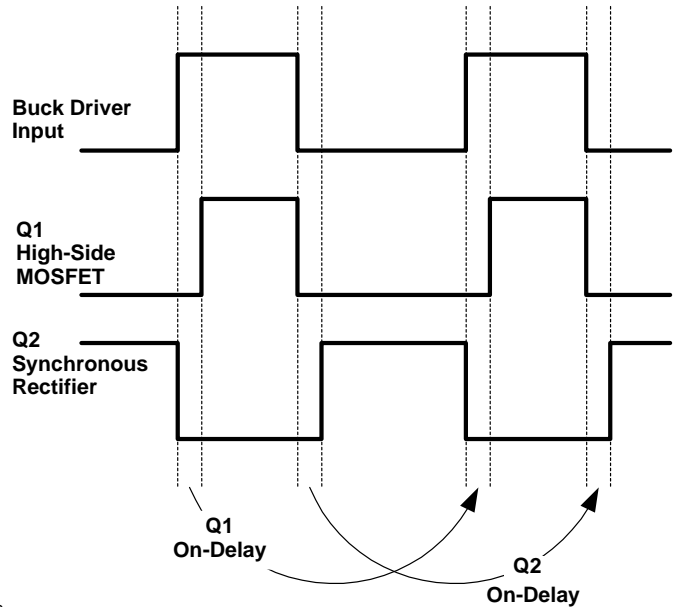 Buck Driver
Input
Q1
High-Side
MOSFET
Q2
Synchronous
Rectifier
Q1
On-Delay
Q2
On-Delay